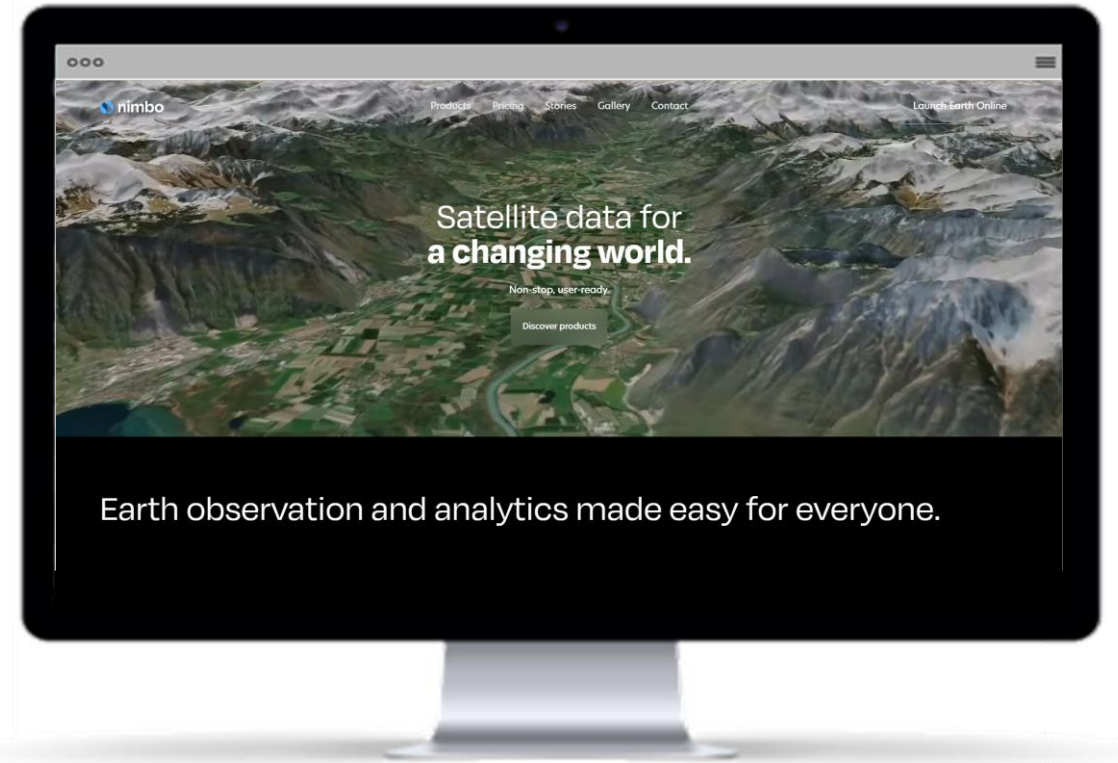 nimbo
Products Pricing Stories Gallery Contact
Launch Earth Online
Satellite data for
a changing world.
Non-stop, user-ready.
Discover products
Earth observation and analytics made easy for everyone.